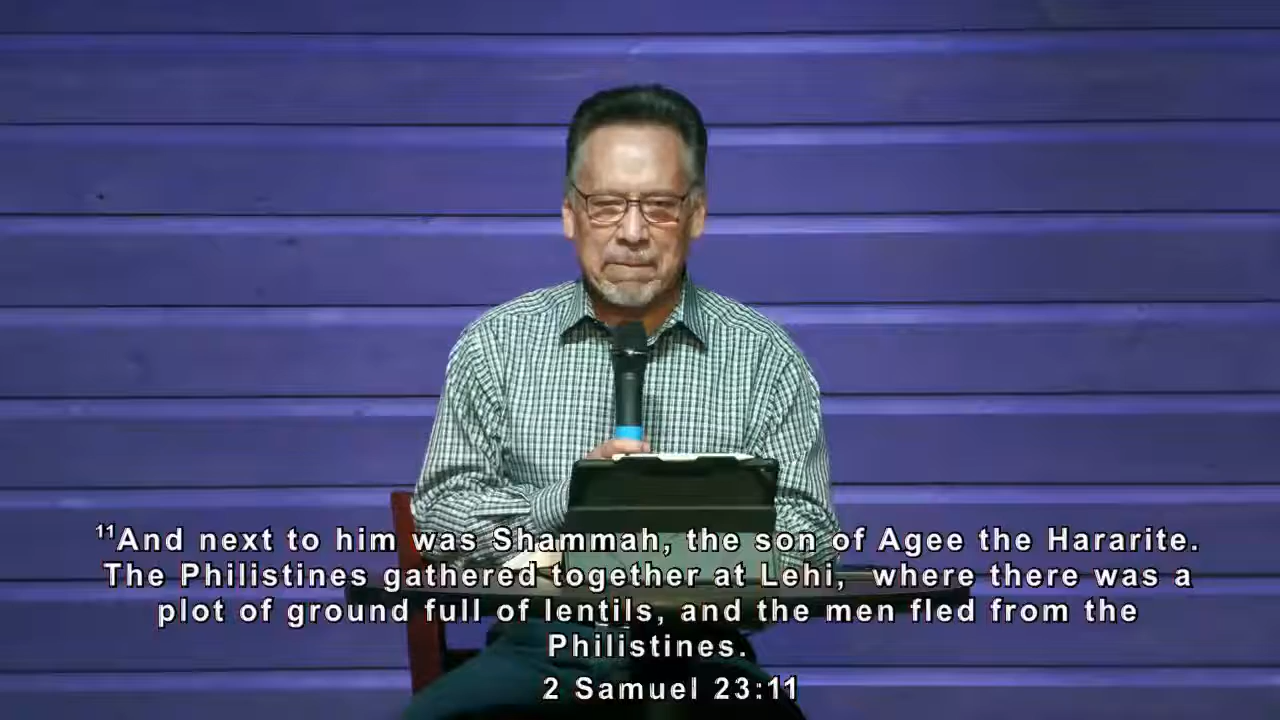 ¹¹And next to him was Shammah, the son of Agee the Hararite.
The Philistines gathered together at Lehi, where there was a
plot of ground full of lentils, and the men fled from the
Philistines.
2 Samuel 23:11